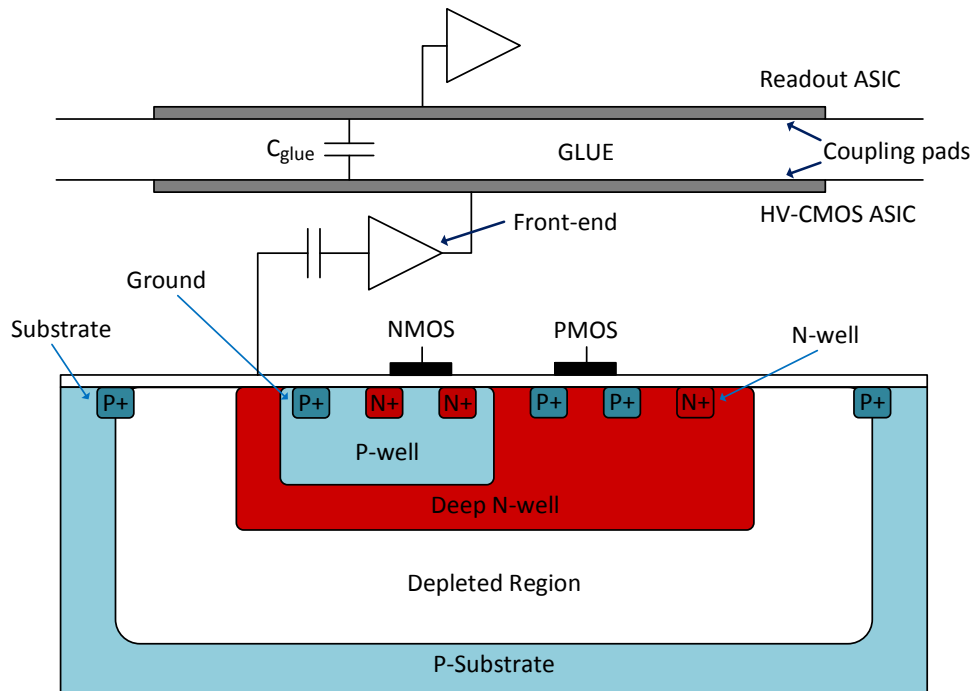 Readout ASIC
Cglue
GLUE
Coupling pads
HV-CMOS ASIC
Front-end
Ground
Substrate
NMOS
PMOS
N-well
P+
P+
N+
N+
P+
P+
N+
P+
P-well
Deep N-well
Depleted Region
P-Substrate